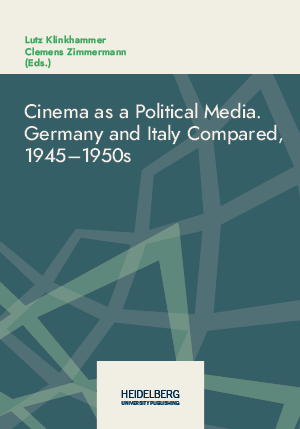 Lutz Klinkhammer
Clemens Zimmermann
(Eds.)
Cinema as a Political Media.
Germany and Italy Compared,
1945–1950s
HEIDELBERG
UNIVERSITY PUBLISHING